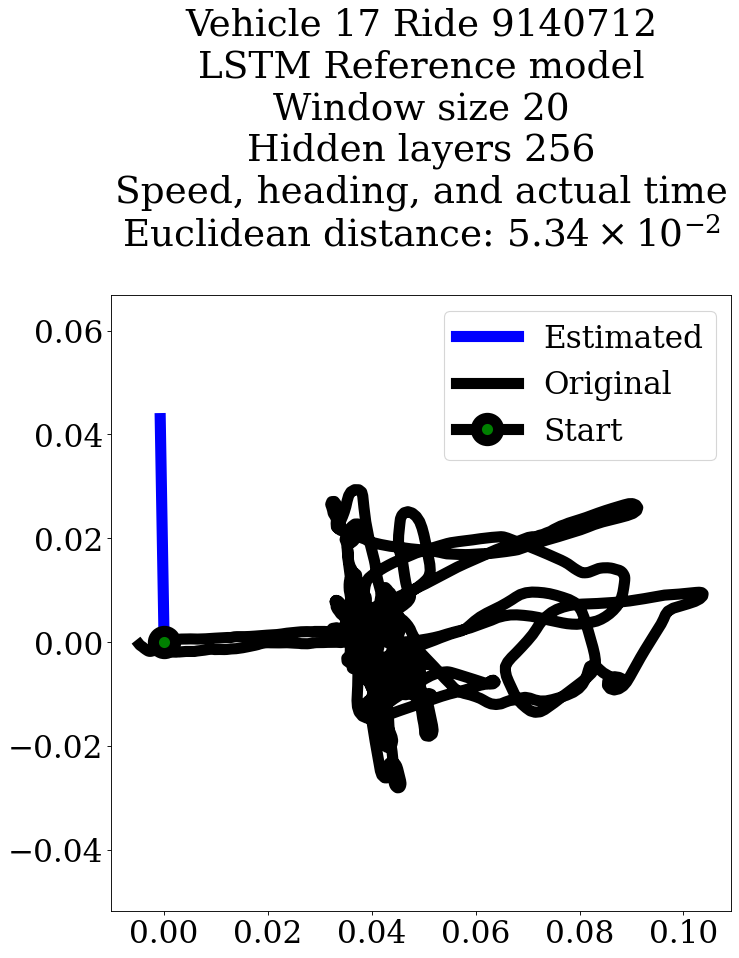 Vehicle 17 Ride 9140712
LSTM Reference model
Window size 20
Hidden layers 256
Speed, heading, and actual time
Euclidean distance: 5.34 × 10⁻²
Estimated
Original
Start
0.06
0.04
0.02
0.00
−0.02
−0.04
0.00 0.02 0.04 0.06 0.08 0.10